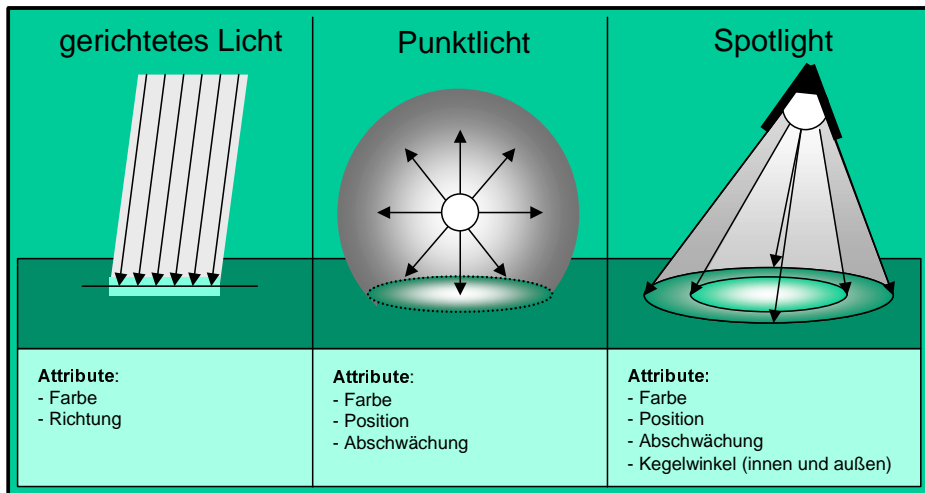 gerichtetes Licht
Attribute:
- Farbe
- Richtung
Punktlicht
Attribute:
- Farbe
- Position
- Abschwächung
Spotlight
Attribute:
- Farbe
- Position
- Abschwächung
- Kegelwinkel (innen und außen)